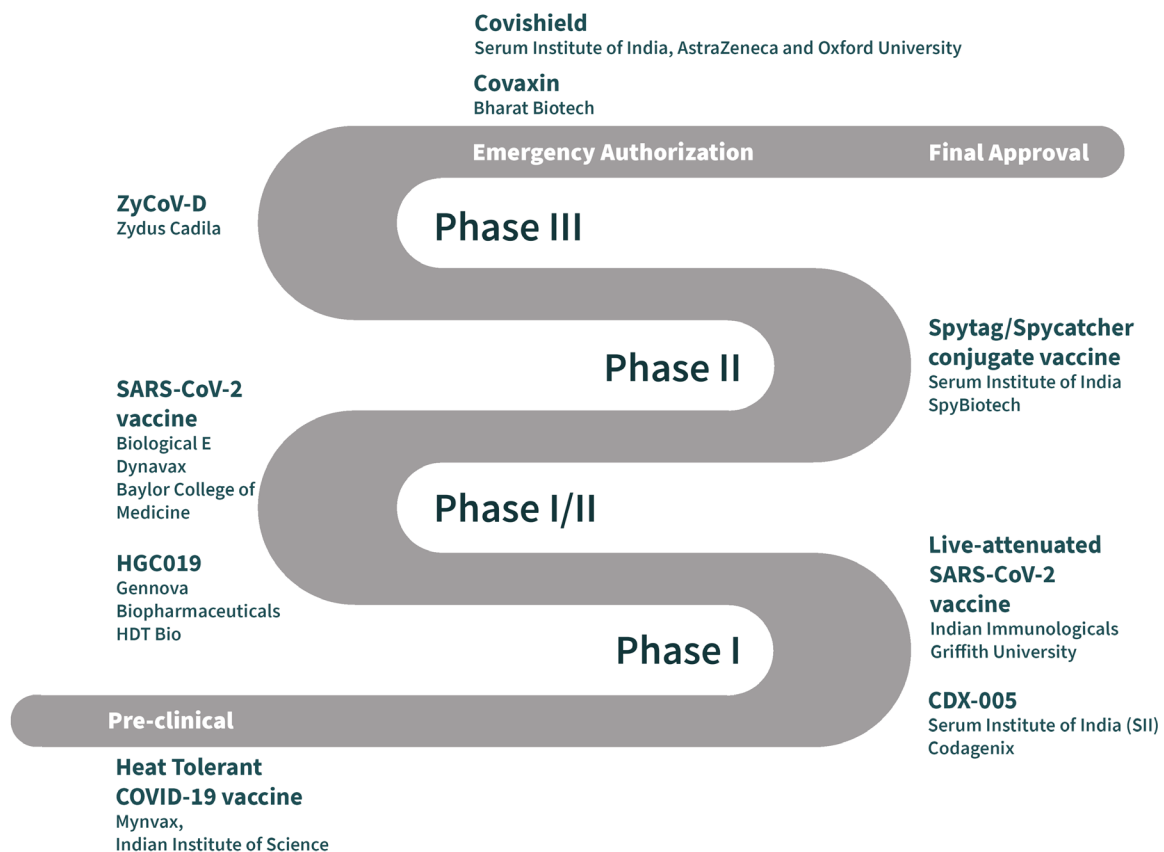 Covishield
Serum Institute of India, AstraZeneca and Oxford University
Covaxin
Bharat Biotech
Emergency Authorization
Final Approval
ZyCoV-D
Zydus Cadila
Phase III
Spytag/Spycatcher
conjugate vaccine
Serum Institute of India
SpyBiotech
Phase II
SARS-CoV-2
vaccine
Biological E
Dynavax
Baylor College of
Medicine
Phase I/II
HGC019
Gennova
Biopharmaceuticals
HDT Bio
Live-attenuated
SARS-CoV-2
vaccine
Indian Immunologicals
Griffith University
Phase I
CDX-005
Serum Institute of India (SII)
Codagenix
Pre-clinical
Heat Tolerant
COVID-19 vaccine
Mynvax,
Indian Institute of Science